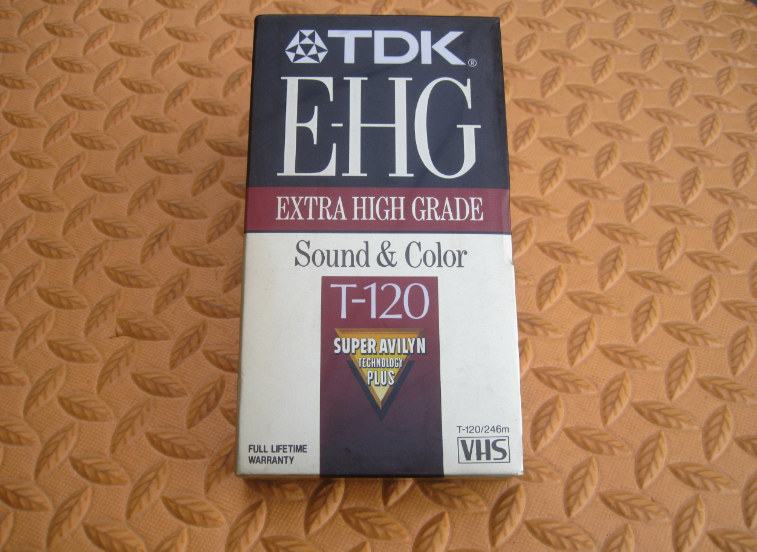 TDK®
E-HG
EXTRA HIGH GRADE
Sound & Color
T-120
SUPER AVILYN
TECHNOLOGY
PLUS
FULL LIFETIME
WARRANTY
T-120/246m
VHS